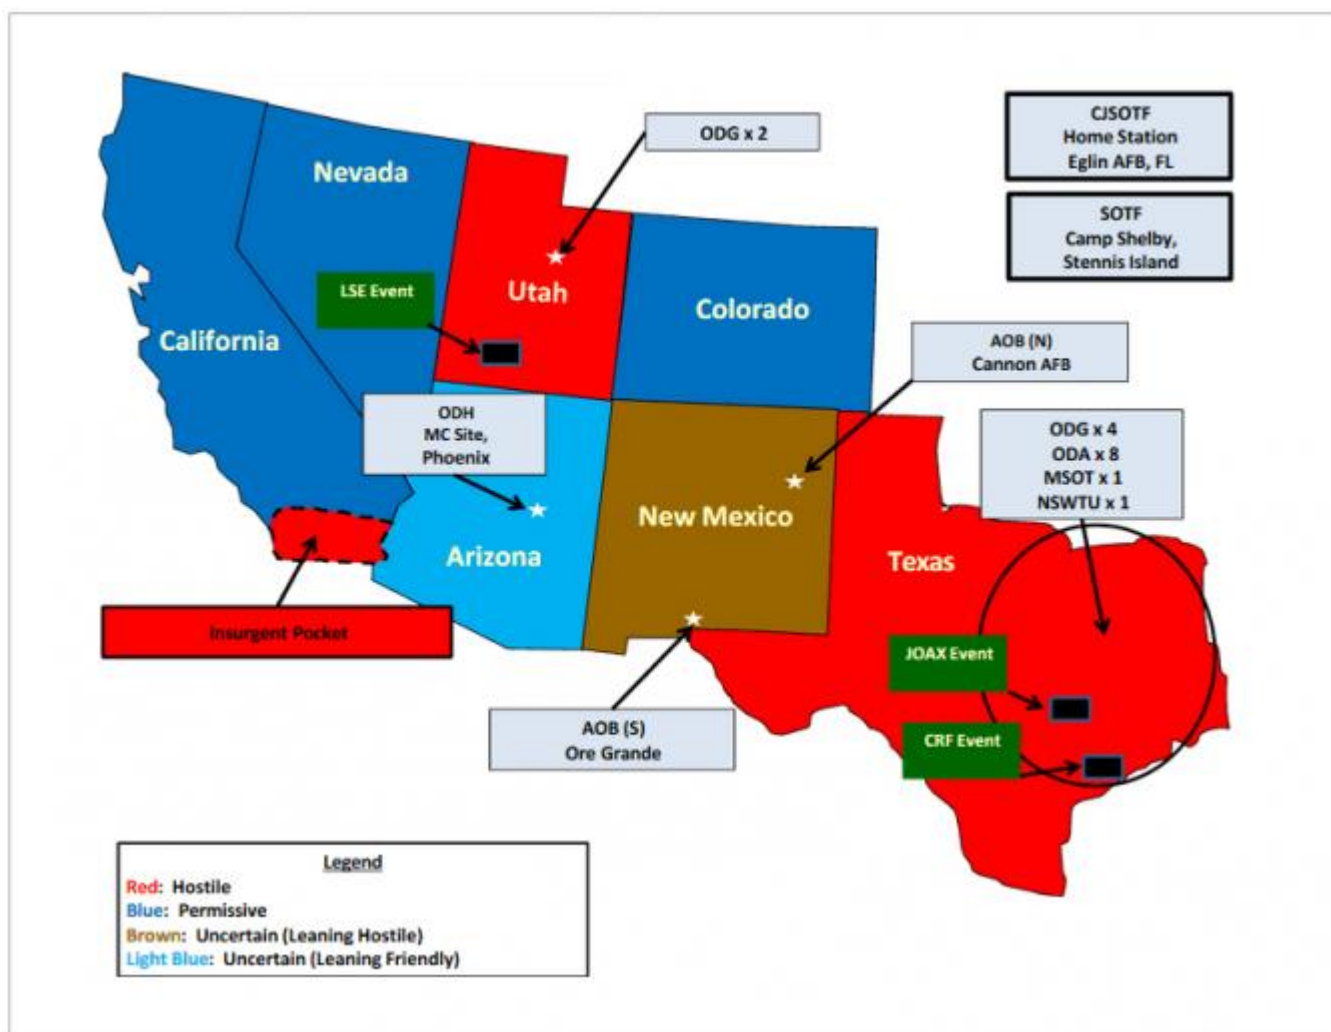 ODG x 2
CJSOTF
Home Station
Eglin AFB, FL
SOTF
Camp Shelby,
Stennis Island
Nevada
LSE Event
Utah
Colorado
California
AOB (N)
Cannon AFB
ODH
MC Site,
Phoenix
ODG x 4
ODA x 8
MSOT x 1
NSWTU x 1
New Mexico
Arizona
Texas
Insurgent Pocket
JOAX Event
AOB (S)
Ore Grande
CRF Event
Legend
Red: Hostile
Blue: Permissive
Brown: Uncertain (Leaning Hostile)
Light Blue: Uncertain (Leaning Friendly)